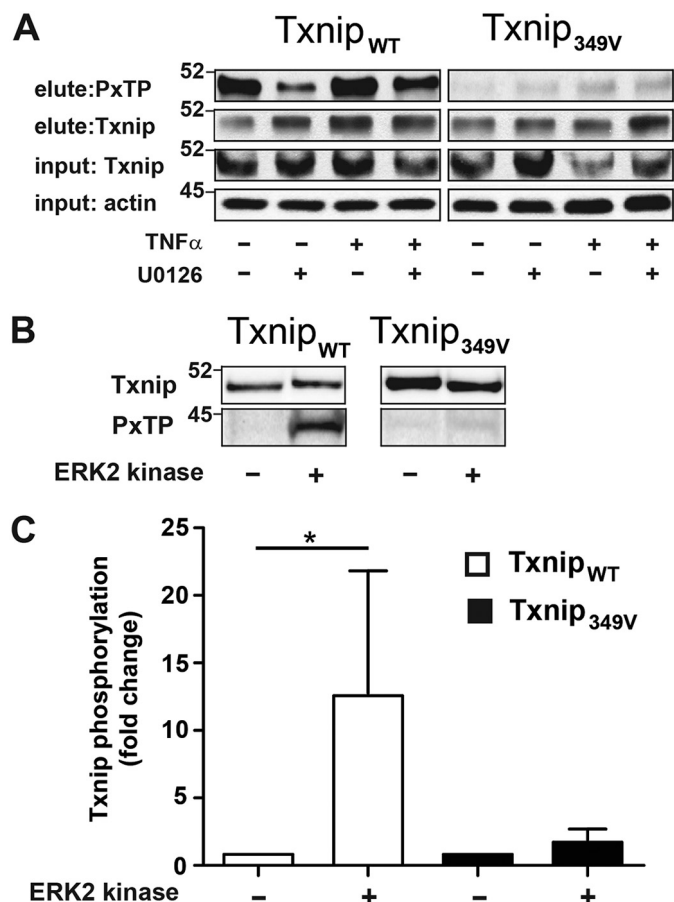 A
Txnip WT Txnip 349V
elute:PxTP 52
elute:Txnip 52
input: Txnip 52
input: actin 45
TNFα – – + + – – + +
U0126 – + – + – + – +
B
Txnip WT Txnip 349V
Txnip 52
PxTP 45
ERK2 kinase – + – +
C
Txnip phosphorylation
(fold change)
25
20
15
10
5
0
*
Txnip WT
Txnip 349V
ERK2 kinase – + – +